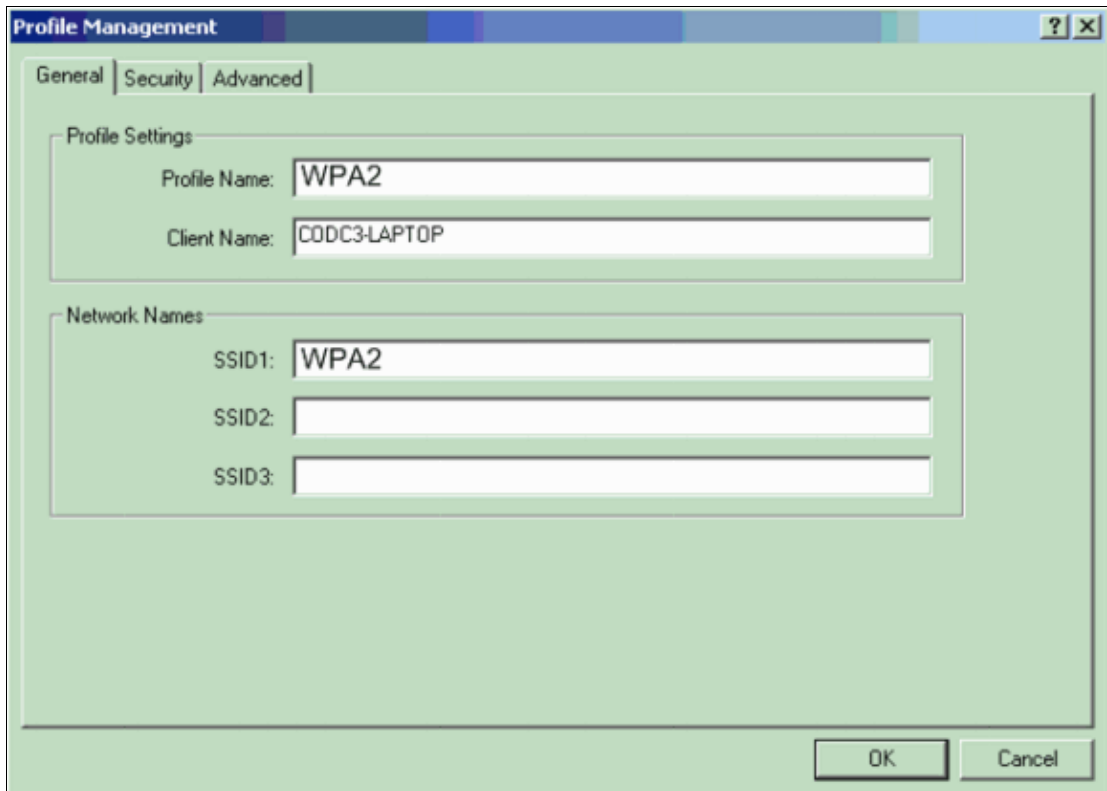 Profile Management
General Security Advanced
Profile Settings
Profile Name: WPA2
Client Name: CODC3-LAPTOP
Network Names
SSID1: WPA2
SSID2:
SSID3:
OK Cancel